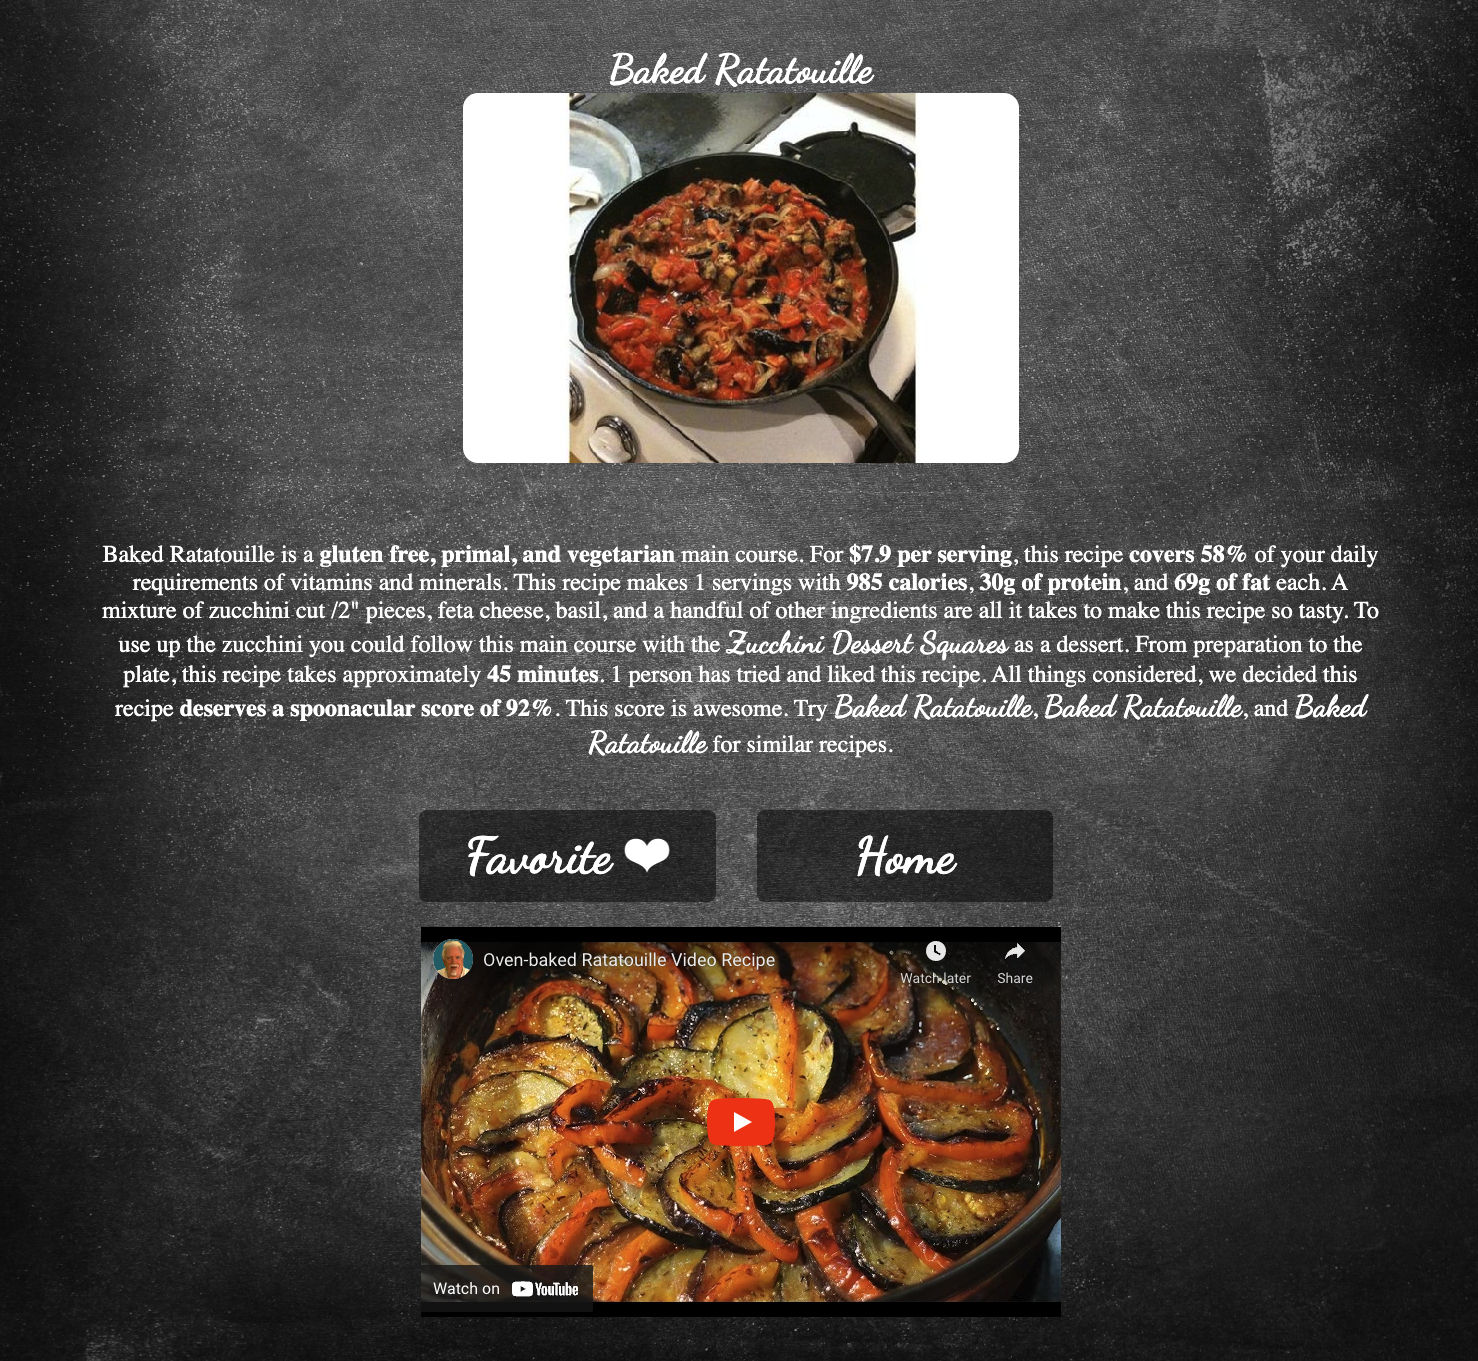 Baked Ratatouille
Baked Ratatouille is a gluten free, primal, and vegetarian main course. For $7.9 per serving, this recipe covers 58% of your daily
requirements of vitamins and minerals. This recipe makes 1 servings with 985 calories, 30g of protein, and 69g of fat each. A
mixture of zucchini cut /2" pieces, feta cheese, basil, and a handful of other ingredients are all it takes to make this recipe so tasty. To
use up the zucchini you could follow this main course with the Zucchini Dessert Squares as a dessert. From preparation to the
plate, this recipe takes approximately 45 minutes. 1 person has tried and liked this recipe. All things considered, we decided this
recipe deserves a spoonacular score of 92%. This score is awesome. Try Baked Ratatouille, Baked Ratatouille, and Baked
Ratatouille for similar recipes.
Favorite ❤
Home
Oven-baked Ratatouille Video Recipe
Watch later
Share
Watch on YouTube